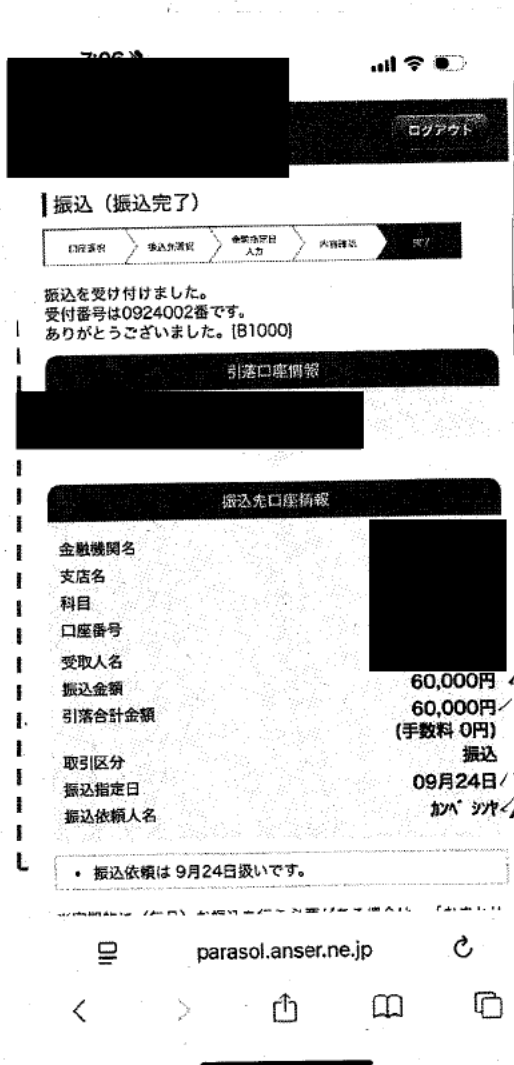 ログアウト
振込（振込完了）
口座選択
振込先選択
金額指定日
入力
内容確認
完了
振込を受け付けました。
受付番号は0924002番です。
ありがとうございました。[B1000]
引落口座情報
振込先口座情報
金融機関名
支店名
科目
口座番号
受取人名
振込金額 60,000円
引落合計金額 60,000円
(手数料 0円)
取引区分 振込
振込指定日 09月24日
振込依頼人名 ｶﾝﾍﾞ ｼﾝﾔ
・ 振込依頼は 9月24日扱いです。
parasol.anser.ne.jp